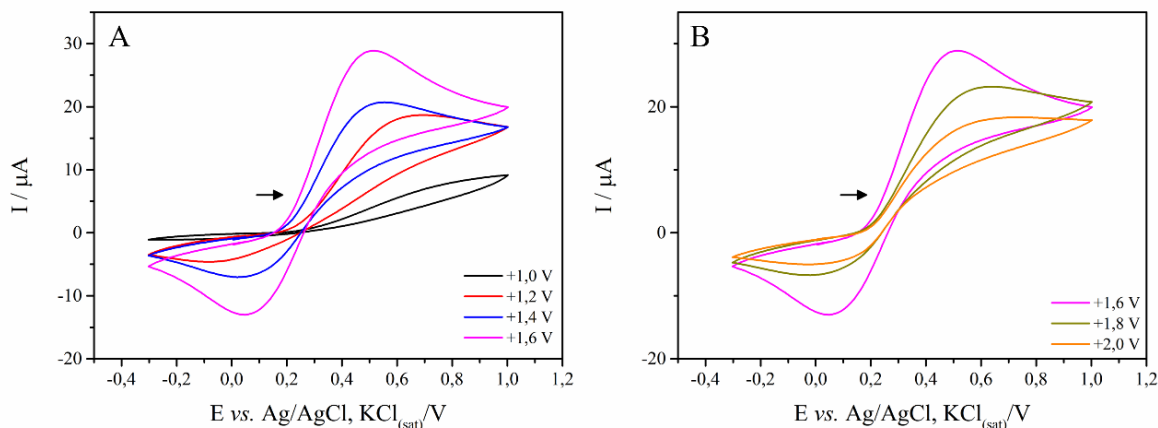 A
30
20
10
0
-10
-20
I / µA
-0,4 -0,2 0,0 0,2 0,4 0,6 0,8 1,0 1,2
E vs. Ag/AgCl, KCl(sat)/V
+1,0 V
+1,2 V
+1,4 V
+1,6 V
B
30
20
10
0
-20
I / µA
-0,4 -0,2 0,0 0,2 0,4 0,6 0,8 1,0 1,2
E vs. Ag/AgCl, KCl(sat)/V
+1,6 V
+1,8 V
+2,0 V